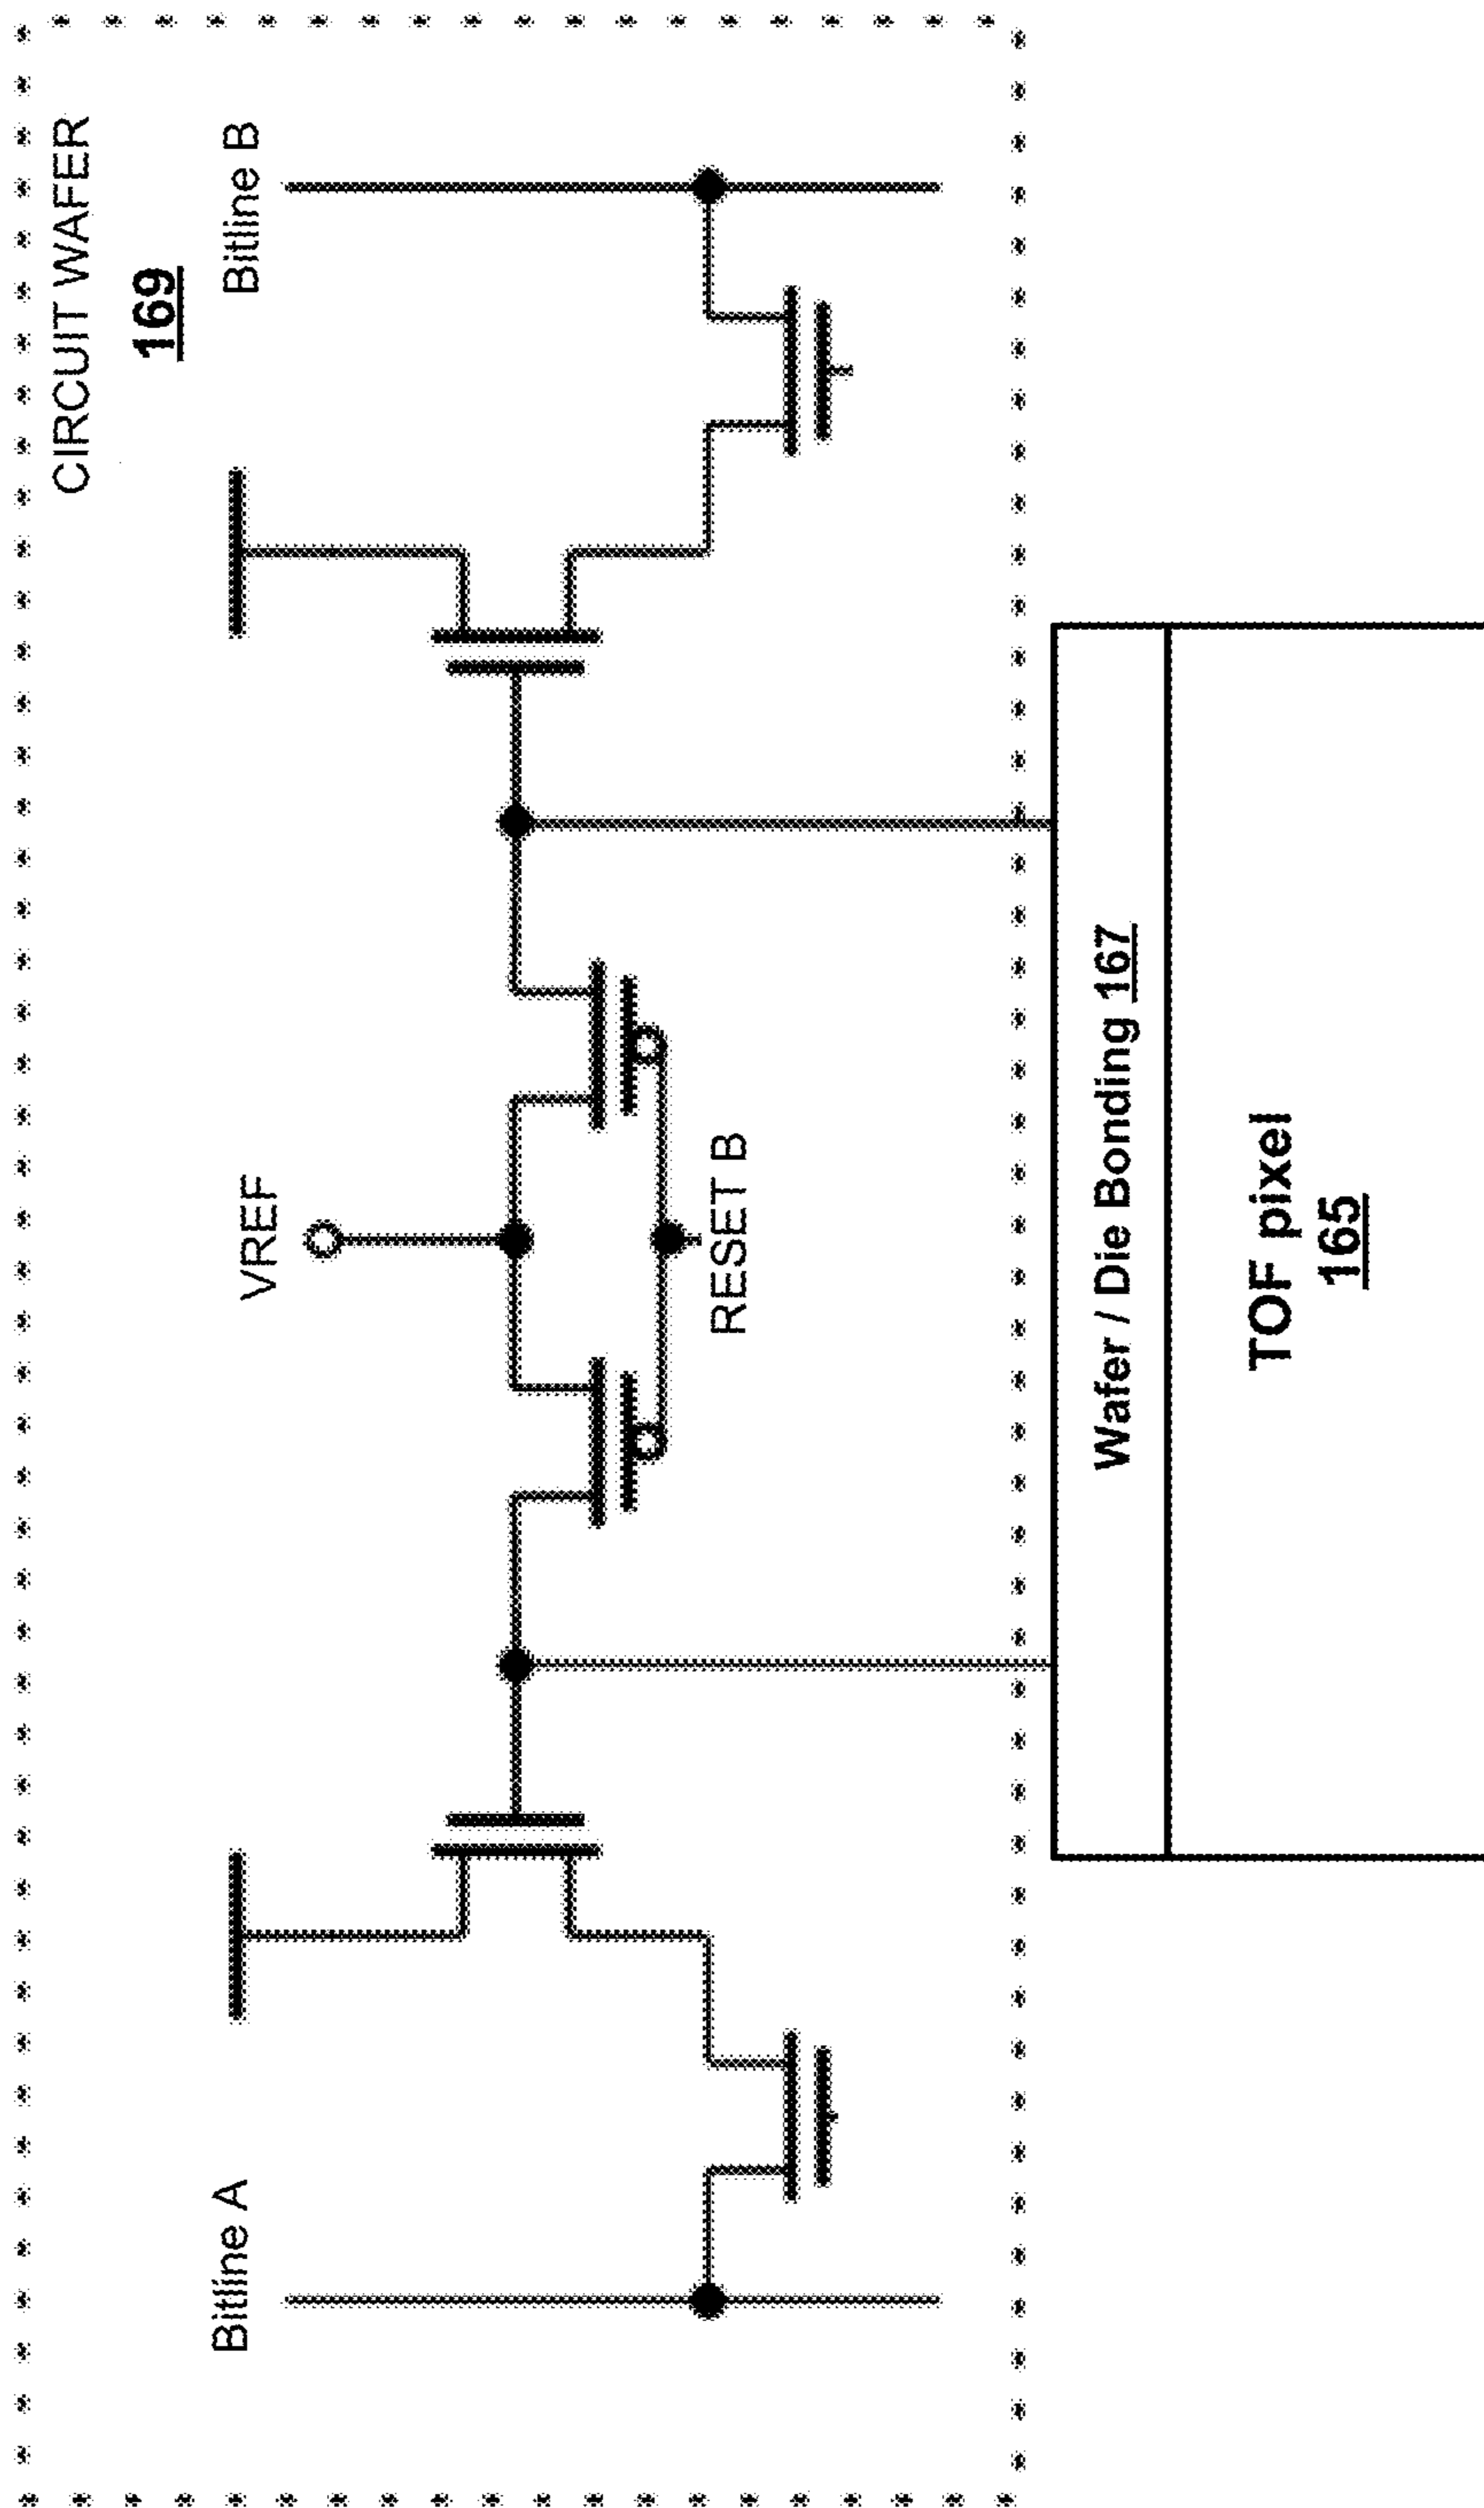 CIRCUIT WAFER
169
Bitline A
VREF
Bitline B
RESET B
Wafer / Die Bonding 167
TOF pixel
165